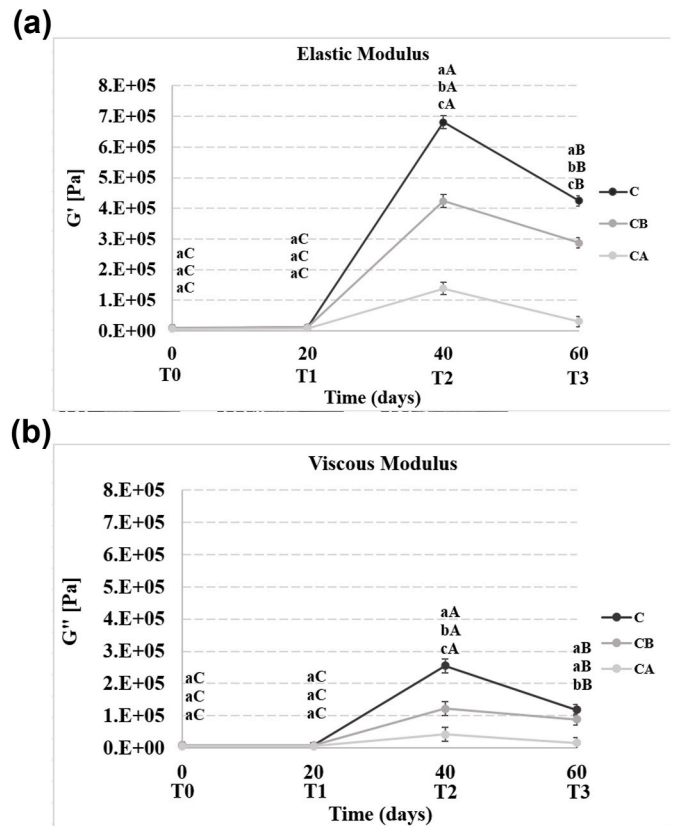 (a)
Elastic Modulus
8.E+05
7.E+05
6.E+05
5.E+05
4.E+05
3.E+05
2.E+05
1.E+05
0.E+00
G' [Pa]
aC
aC
aC
aC
aC
aC
aA
bA
cA
aB
bB
cB
C
CB
CA
0 20 40 60
T0 T1 T2 T3
Time (days)
(b)
Viscous Modulus
8.E+05
7.E+05
6.E+05
5.E+05
4.E+05
3.E+05
2.E+05
1.E+05
0.E+00
G" [Pa]
aC
aC
aC
aC
aC
aC
aA
bA
cA
aB
aB
bB
C
CB
CA
0 20 40 60
T0 T1 T2 T3
Time (days)